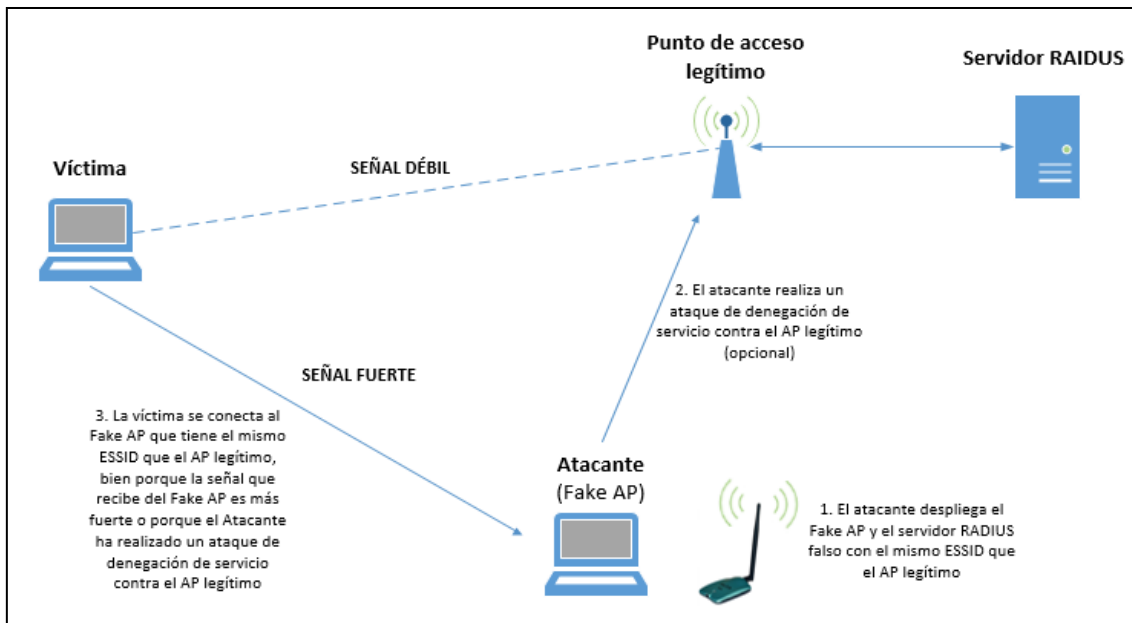 Punto de acceso
legítimo
Servidor RAIDUS
Víctima
SEÑAL DÉBIL
2. El atacante realiza un
ataque de denegación de
servicio contra el AP legítimo
(opcional)
SEÑAL FUERTE
3. La víctima se conecta al
Fake AP que tiene el mismo
ESSID que el AP legítimo,
bien porque la señal que
recibe del Fake AP es más
fuerte o porque el Atacante
ha realizado un ataque de
denegación de servicio
contra el AP legítimo
Atacante
(Fake AP)
1. El atacante despliega el
Fake AP y el servidor RADIUS
falso con el mismo ESSID que
el AP legítimo